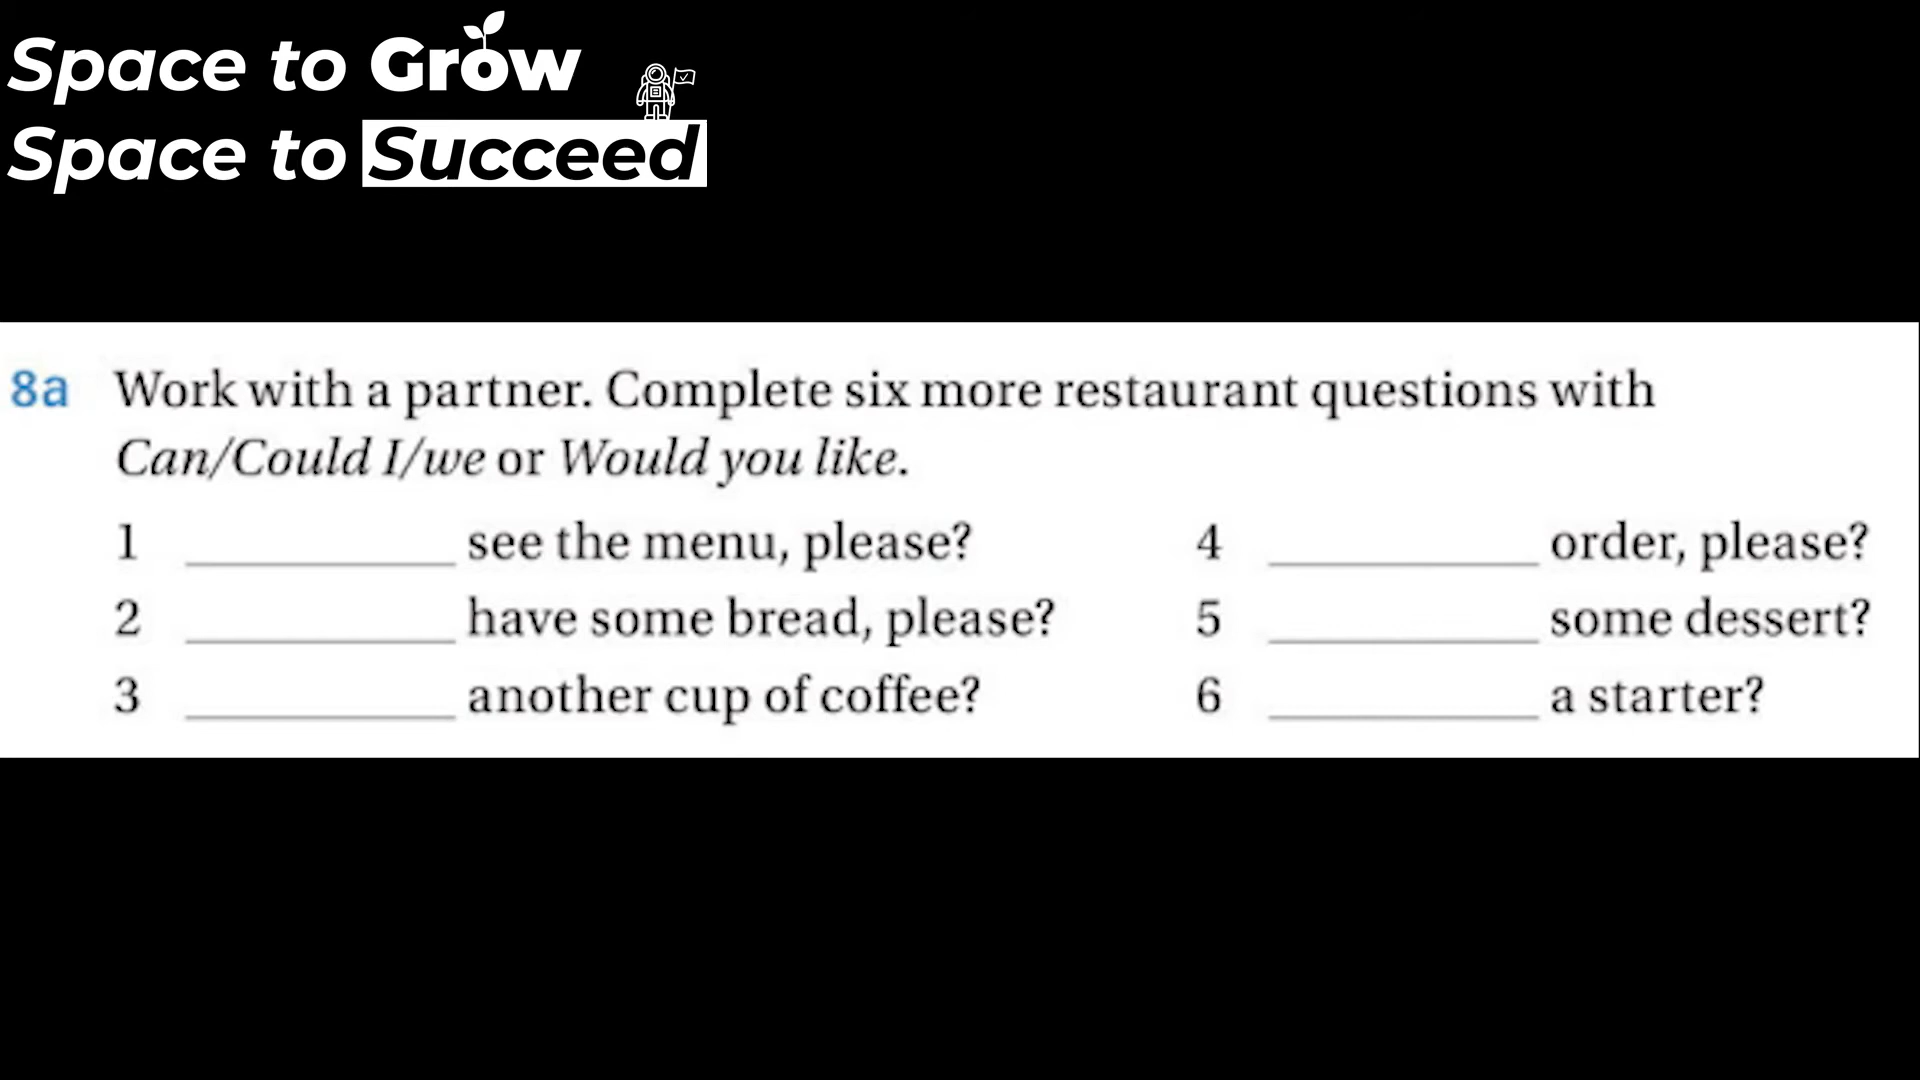 Space to Grow
Space to Succeed
8a Work with a partner. Complete six more restaurant questions with
Can/Could I/we or Would you like.
1 __________ see the menu, please?
2 __________ have some bread, please?
3 __________ another cup of coffee?
4 __________ order, please?
5 __________ some dessert?
6 __________ a starter?